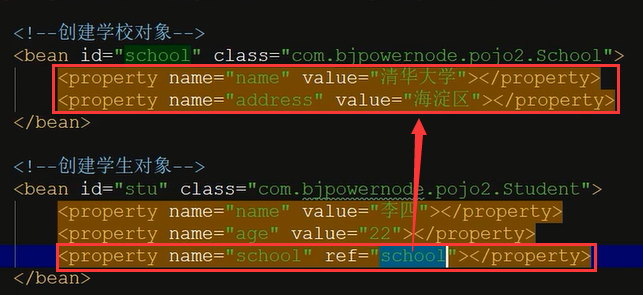 <!--创建学校对象-->
<bean id="school" class="com.bjpowernode.pojo2.School">
<property name="name" value="清华大学"></property>
<property name="address" value="海淀区"></property>
</bean>
<!--创建学生对象-->
<bean id="stu" class="com.bjpowernode.pojo2.Student">
<property name="name" value="李四"></property>
<property name="age" value="22"></property>
<property name="school" ref="school"></property>
</bean>